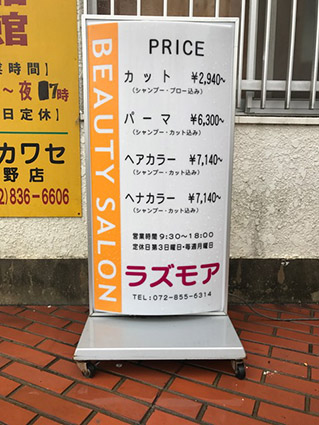 館
業時間】
～夜7時
日定休】
カワセ
野店
2)836-6606
BEAUTY SALON
PRICE
カット ¥2,940~
(シャンプー・ブロー込み)
パーマ ¥6,300~
(シャンプー・カット込み)
ヘアカラー ¥7,140~
(シャンプー・カット込み)
ヘナカラー ¥7,140~
(シャンプー・カット込み)
営業時間 9:30~18:00
定休日 第3日曜日・毎週月曜日
ラズモア
TEL:072-855-6314